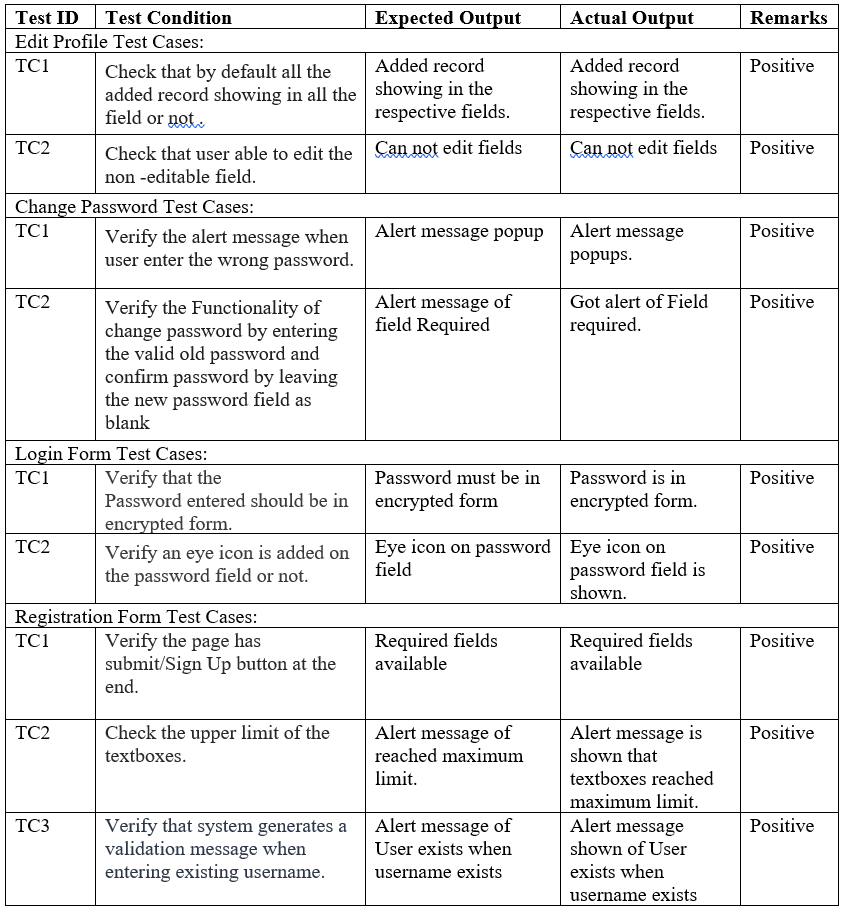 Test ID Test Condition Expected Output Actual Output Remarks
Edit Profile Test Cases:
TC1
Check that by default all the
added record showing in all the
field or not .
Added record
showing in the
respective fields.
Added record
showing in the
respective fields.
Positive
TC2
Check that user able to edit the
non -editable field.
Can not edit fields
Can not edit fields
Positive
Change Password Test Cases:
TC1
Verify the alert message when
user enter the wrong password.
Alert message popup
Alert message
popups.
Positive
TC2
Verify the Functionality of
change password by entering
the valid old password and
confirm password by leaving
the new password field as
blank
Alert message of
field Required
Got alert of Field
required.
Positive
Login Form Test Cases:
TC1
Verify that the
Password entered should be in
encrypted form.
Password must be in
encrypted form
Password is in
encrypted form.
Positive
TC2
Verify an eye icon is added on
the password field or not.
Eye icon on password
field
Eye icon on
password field is
shown.
Positive
Registration Form Test Cases:
TC1
Verify the page has
submit/Sign Up button at the
end.
Required fields
available
Required fields
available
Positive
TC2
Check the upper limit of the
textboxes.
Alert message of
reached maximum
limit.
Alert message is
shown that
textboxes reached
maximum limit.
Positive
TC3
Verify that system generates a
validation message when
entering existing username.
Alert message of
User exists when
username exists
Alert message
shown of User
exists when
username exists
Positive